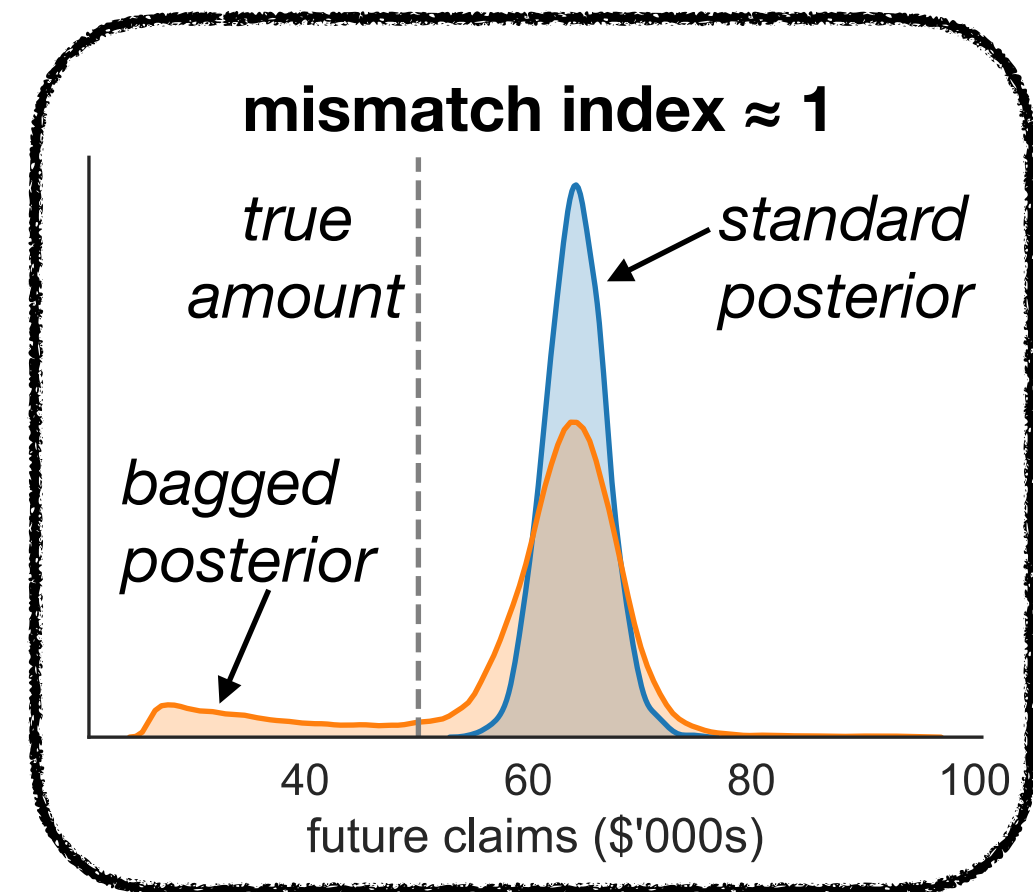 mismatch index ≈ 1
true
amount
standard
posterior
bagged
posterior
40 60 80 100
future claims ($'000s)